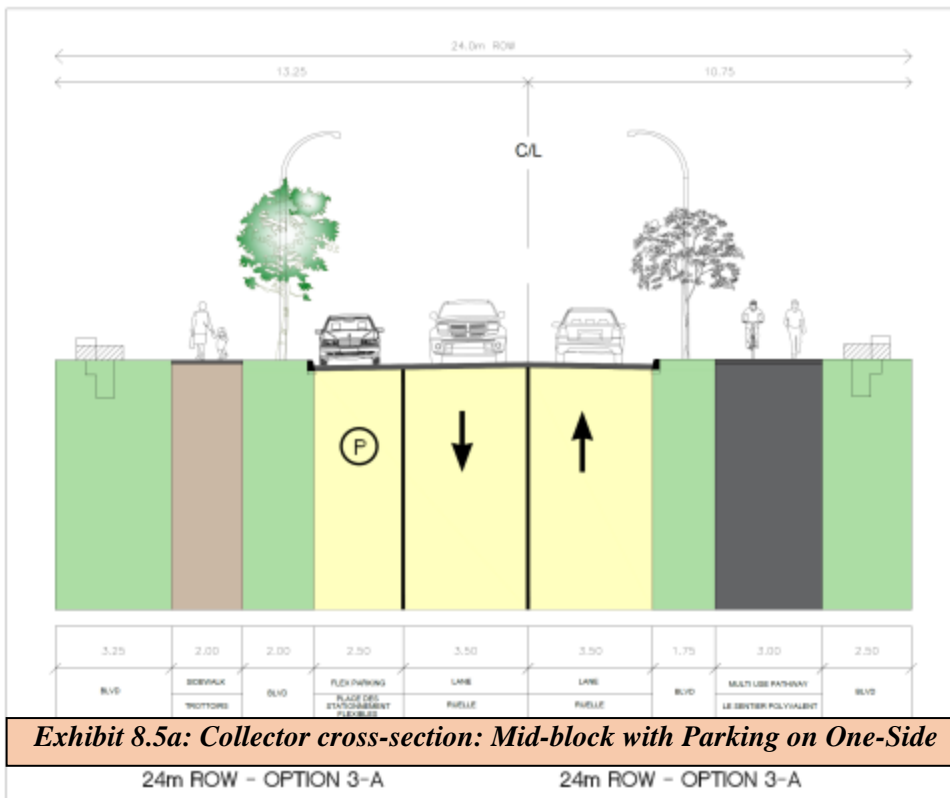 24.0m ROW
13.25
10.75
C/L
P
3.25
2.00
2.00
2.50
3.50
3.50
1.75
3.00
2.50
BLVD
SIDEWALK
TROTTOIRS
BLVD
FLEX PARKING
PLAGE DES
STATIONNEMENT
FLEXIBLES
LANE
RUELLE
LANE
RUELLE
BLVD
MULTI USE PATHWAY
LE SENTIER POLYVALENT
BLVD
Exhibit 8.5a: Collector cross-section: Mid-block with Parking on One-Side
24m ROW - OPTION 3-A
24m ROW - OPTION 3-A